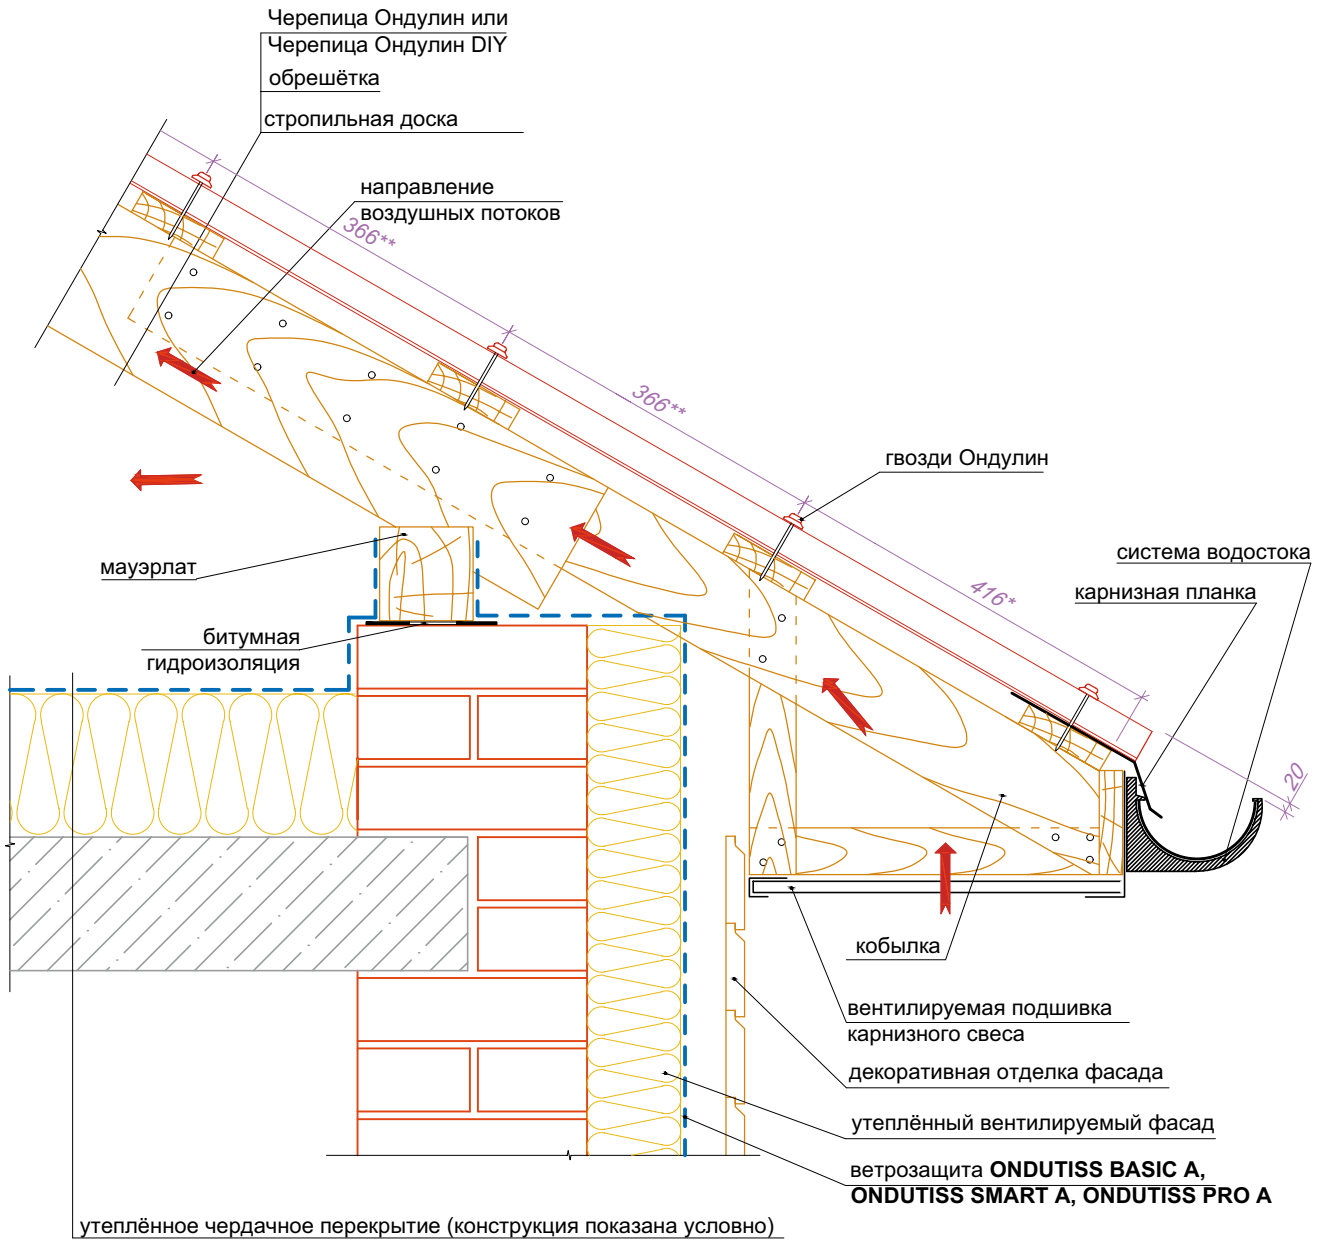 Черепица Ондулин или
Черепица Ондулин DIY
обрешётка
стропильная доска
направление
воздушных потоков
366**
366**
гвозди Ондулин
416*
система водостока
карнизная планка
20
мауэрлат
битумная
гидроизоляция
кобылка
вентилируемая подшивка
карнизного свеса
декоративная отделка фасада
утеплённый вентилируемый фасад
ветрозащита ONDUTISS BASIC A,
ONDUTISS SMART A, ONDUTISS PRO A
утеплённое чердачное перекрытие (конструкция показана условно)